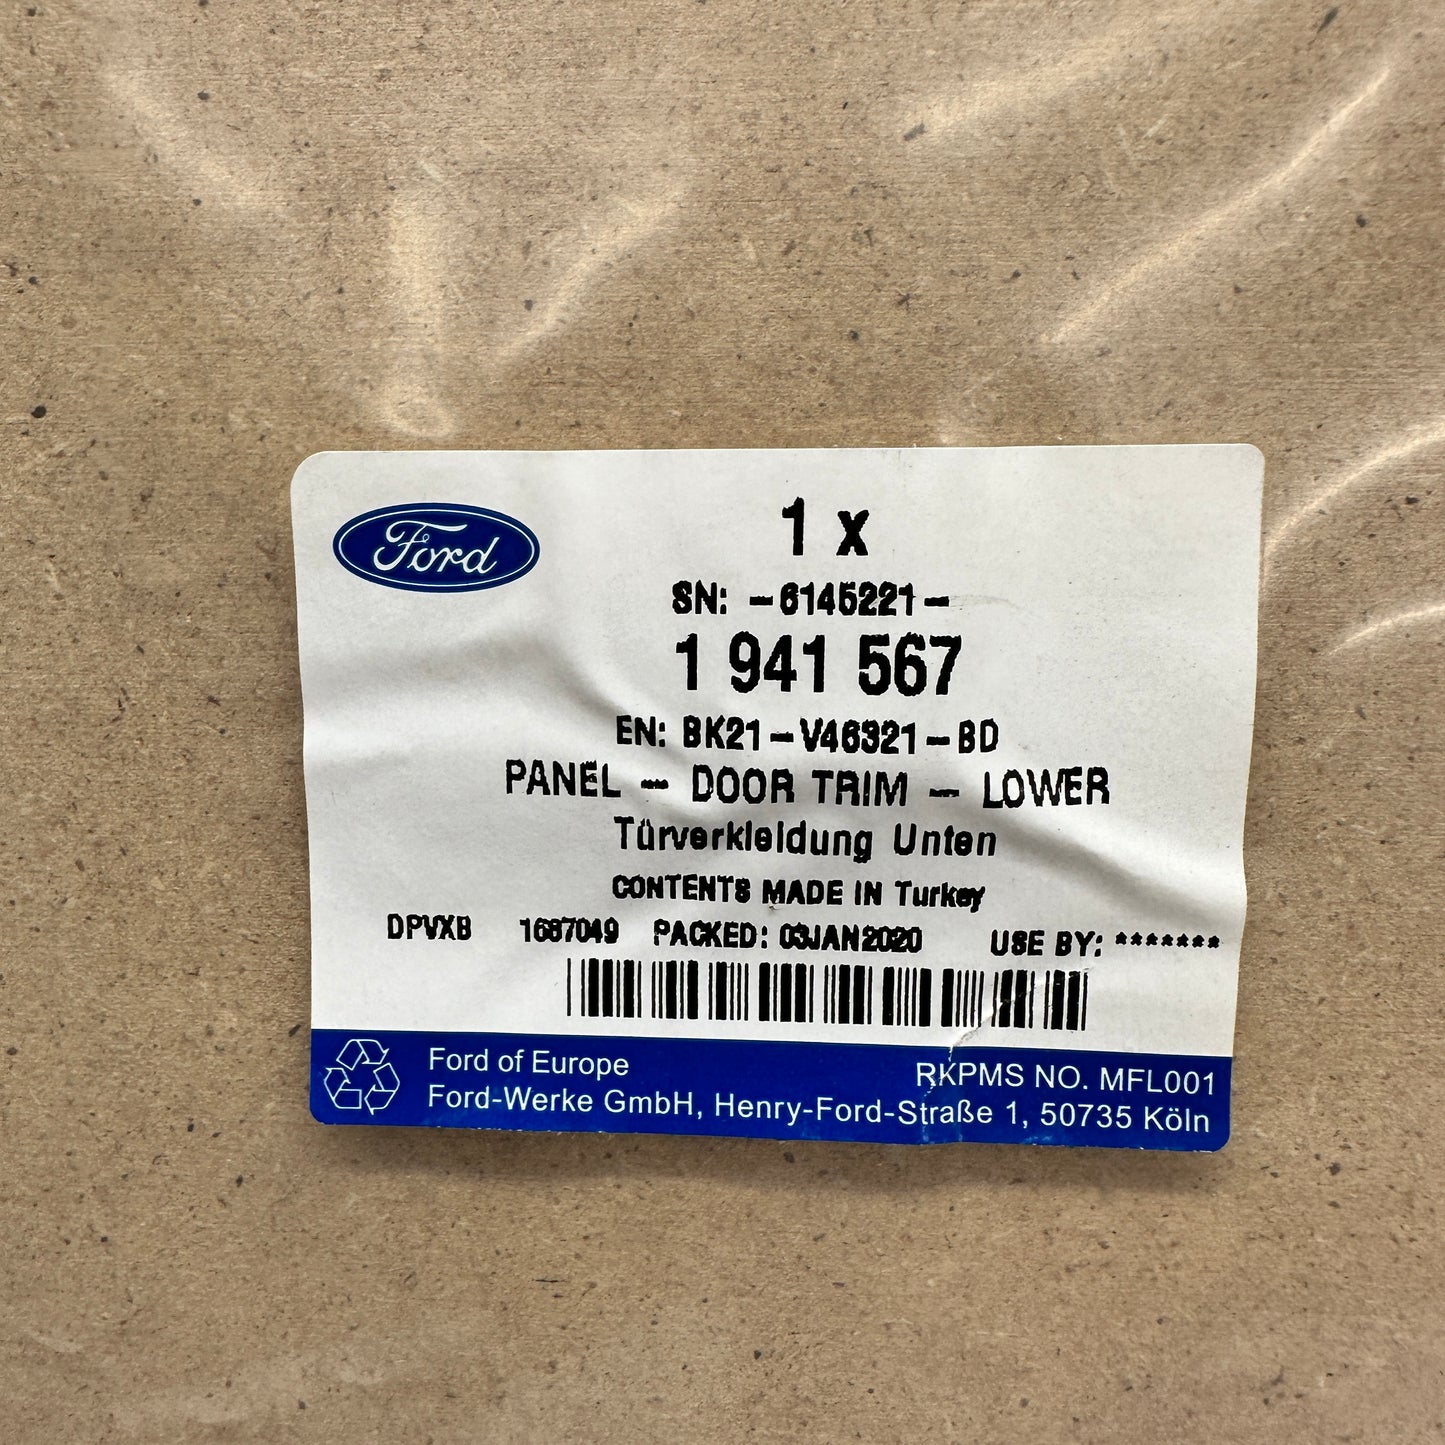 Ford
1 x
SN: -6145221-
1 941 567
EN: BK21-V46321-BD
PANEL - DOOR TRIM - LOWER
Türverkleidung Unten
CONTENTS MADE IN Turkey
DPVXB 1687049 PACKED: 03JAN2020 USE BY: *******
Ford of Europe RKPMS NO. MFL001
Ford-Werke GmbH, Henry-Ford-Straße 1, 50735 Köln